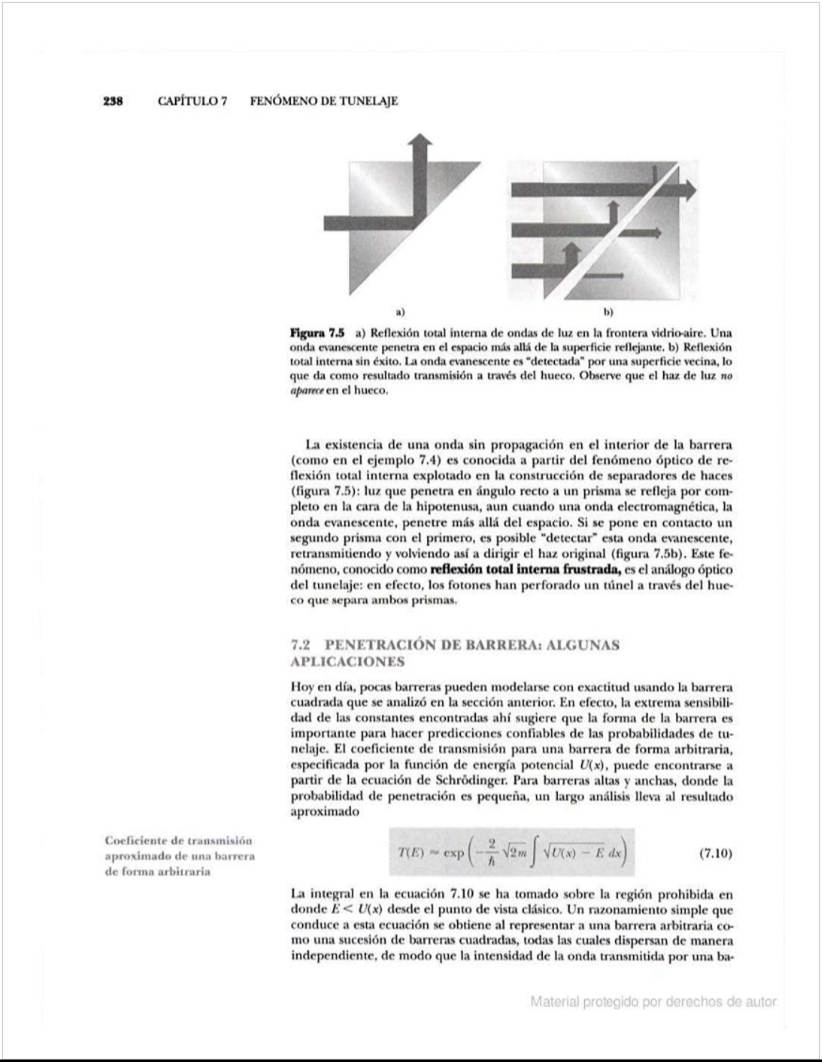 238 CAPÍTULO 7 FENÓMENO DE TUNELAJE
a)
b)
Figura 7.5 a) Reflexión total interna de ondas de luz en la frontera vidrio-aire. Una
onda evanescente penetra en el espacio más allá de la superficie reflejante. b) Reflexión
total interna sin éxito. La onda evanescente es "detectada" por una superficie vecina, lo
que da como resultado transmisión a través del hueco. Observe que el haz de luz no
aparece en el hueco.
La existencia de una onda sin propagación en el interior de la barrera
(como en el ejemplo 7.4) es conocida a partir del fenómeno óptico de re-
flexión total interna explotado en la construcción de separadores de haces
(figura 7.5): luz que penetra en ángulo recto a un prisma se refleja por com-
pleto en la cara de la hipotenusa, aun cuando una onda electromagnética, la
onda evanescente, penetre más allá del espacio. Si se pone en contacto un
segundo prisma con el primero, es posible "detectar" esta onda evanescente,
retransmitiendo y volviendo así a dirigir el haz original (figura 7.5b). Este fe-
nómeno, conocido como reflexión total interna frustrada, es el análogo óptico
del tunelaje: en efecto, los fotones han perforado un túnel a través del hue-
co que separa ambos prismas.
7.2 PENETRACIÓN DE BARRERA: ALGUNAS
APLICACIONES
Hoy en día, pocas barreras pueden modelarse con exactitud usando la barrera
cuadrada que se analizó en la sección anterior. En efecto, la extrema sensibili-
dad de las constantes encontradas ahí sugiere que la forma de la barrera es
importante para hacer predicciones confiables de las probabilidades de tu-
nelaje. El coeficiente de transmisión para una barrera de forma arbitraria,
especificada por la función de energía potencial U(x), puede encontrarse a
partir de la ecuación de Schrödinger. Para barreras altas y anchas, donde la
probabilidad de penetración es pequeña, un largo análisis lleva al resultado
aproximado
Coeficiente de transmisión
aproximado de una barrera
de forma arbitraria
T(E) ≈ exp(−2/ħ √2m ∫ √U(x) − E dx) (7.10)
La integral en la ecuación 7.10 se ha tomado sobre la región prohibida en
donde E < U(x) desde el punto de vista clásico. Un razonamiento simple que
conduce a esta ecuación se obtiene al representar a una barrera arbitraria co-
mo una sucesión de barreras cuadradas, todas las cuales dispersan de manera
independiente, de modo que la intensidad de la onda transmitida por una ba-
Material protegido por derechos de autor